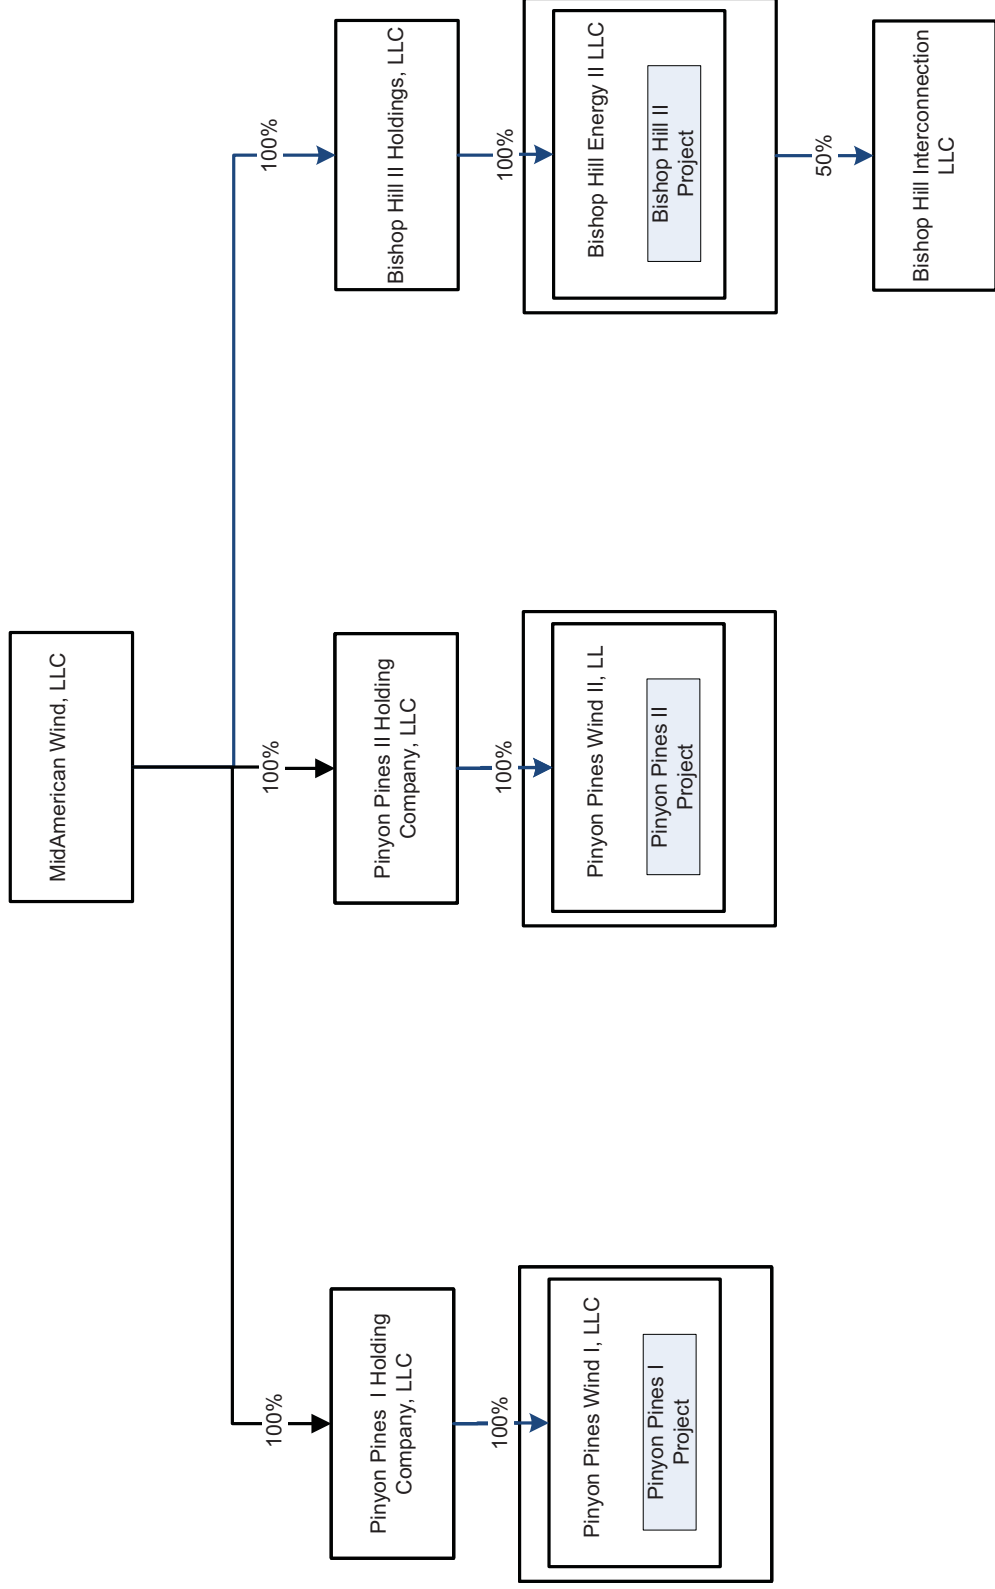 MidAmerican Wind, LLC
100%
100%
100%
Pinyon Pines I Holding
Company, LLC
Pinyon Pines II Holding
Company, LLC
Bishop Hill II Holdings, LLC
100%
100%
100%
Pinyon Pines Wind I, LLC
Pinyon Pines I
Project
Pinyon Pines Wind II, LL
Pinyon Pines II
Project
Bishop Hill Energy II LLC
Bishop Hill II
Project
50%
Bishop Hill Interconnection
LLC